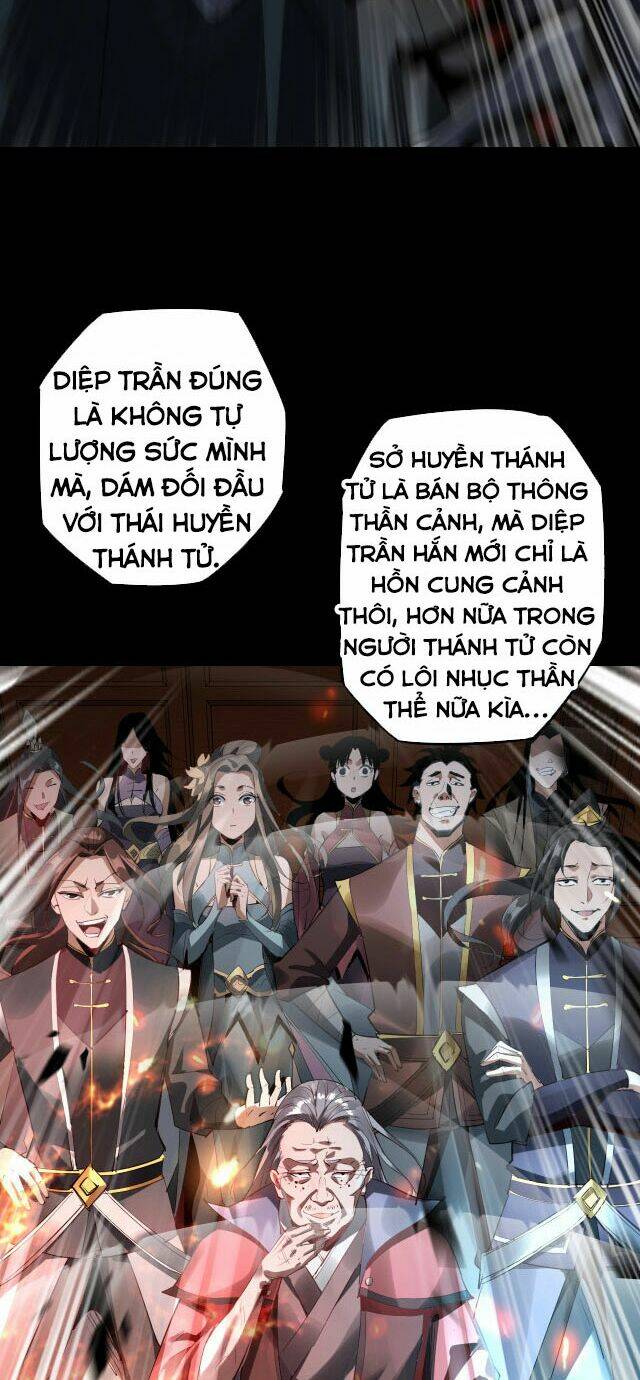 DIỆP TRẦN ĐÚNG
LÀ KHÔNG TỰ
LƯỢNG SỨC MÌNH
MÀ, DÁM ĐỐI ĐẦU
VỚI THÁI HUYỀN
THÁNH TỬ.
SỞ HUYỀN THÁNH
TỬ LÀ BÁN BỘ THÔNG
THẦN CẢNH, MÀ DIỆP
TRẦN HẮN MỚI CHỈ LÀ
HỒN CUNG CẢNH
THÔI, HƠN NỮA TRONG
NGƯỜI THÁNH TỬ CÒN
CÓ LÔI NHỤC THẦN
THỂ NỮA KÌA...